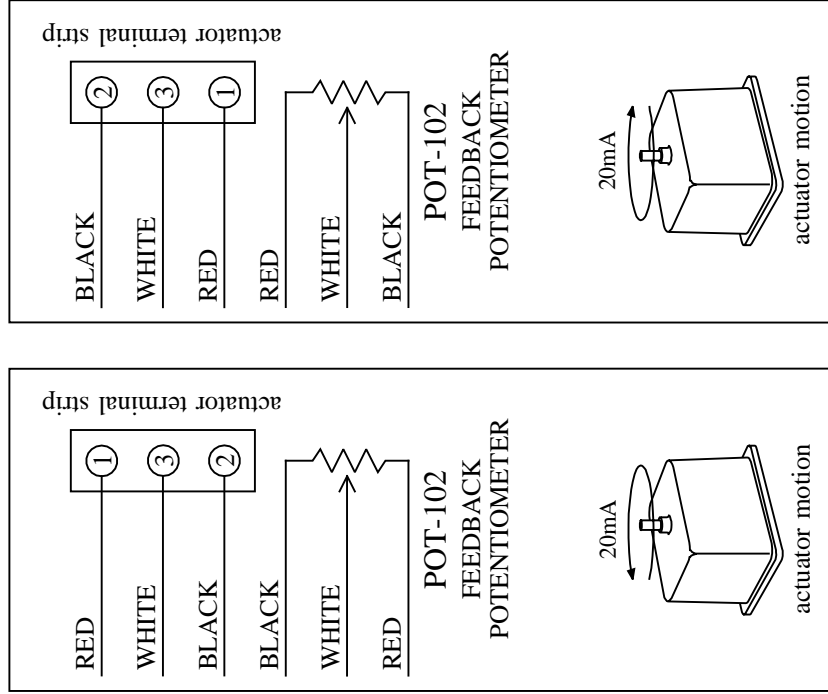 actuator terminal strip
2
3
1
BLACK
WHITE
RED
RED
WHITE
BLACK
POT-102
FEEDBACK
POTENTIOMETER
20mA
actuator motion
actuator terminal strip
1
3
2
RED
WHITE
BLACK
BLACK
WHITE
RED
POT-102
FEEDBACK
POTENTIOMETER
20mA
actuator motion